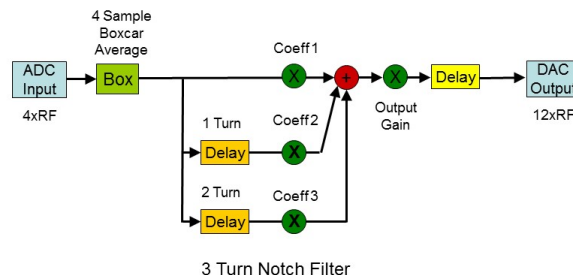 4 Sample
Boxcar
Average
ADC
Input
4xRF
Box
Coeff1
X
+
X
Output
Gain
Delay
DAC
Output
12xRF
1 Turn
Delay
Coeff2
X
2 Turn
Delay
Coeff3
X
3 Turn Notch Filter